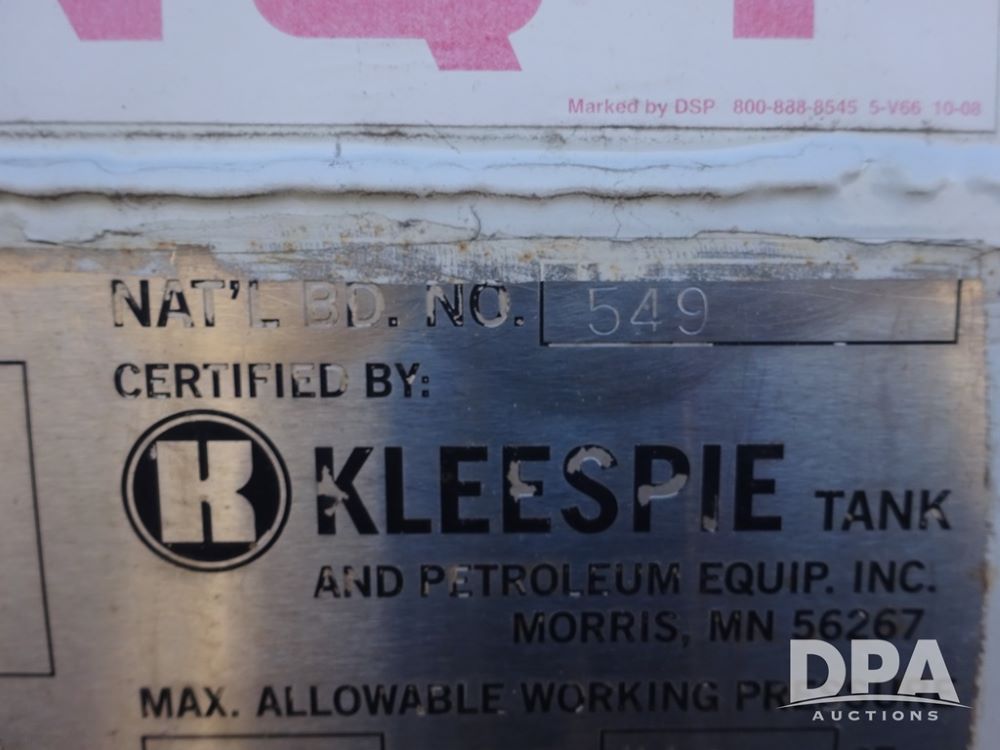 Marked by DSP 800-888-8545 5-V66 10-08
NAT'L BD. NO. 549
CERTIFIED BY:
K KLEESPIE TANK
AND PETROLEUM EQUIP. INC.
MORRIS, MN 56267
MAX. ALLOWABLE WORKING PRESSURE
DPA
AUCTIONS